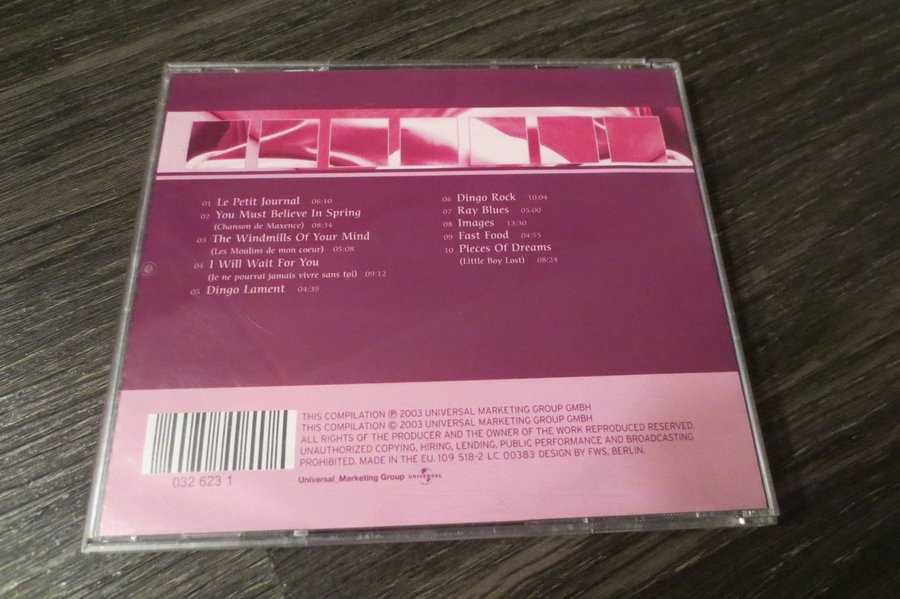 01 Le Petit Journal 06:10
02 You Must Believe In Spring
(Chanson de Maxence) 08:34
03 The Windmills Of Your Mind
(Les Moulins de mon coeur) 05:08
04 I Will Wait For You
(Je ne pourrai jamais vivre sans toi) 09:12
05 Dingo Lament 04:39
06 Dingo Rock 10:04
07 Ray Blues 05:00
08 Images 13:30
09 Fast Food 04:55
10 Pieces Of Dreams
(Little Boy Lost) 08:24
THIS COMPILATION ℗ 2003 UNIVERSAL MARKETING GROUP GMBH
THIS COMPILATION © 2003 UNIVERSAL MARKETING GROUP GMBH
ALL RIGHTS OF THE PRODUCER AND THE OWNER OF THE WORK REPRODUCED RESERVED.
UNAUTHORIZED COPYING, HIRING, LENDING, PUBLIC PERFORMANCE AND BROADCASTING
PROHIBITED. MADE IN THE EU. 109 518-2 LC 00383 DESIGN BY FWS, BERLIN.
032 623 1
Universal_Marketing Group UNIVERSAL